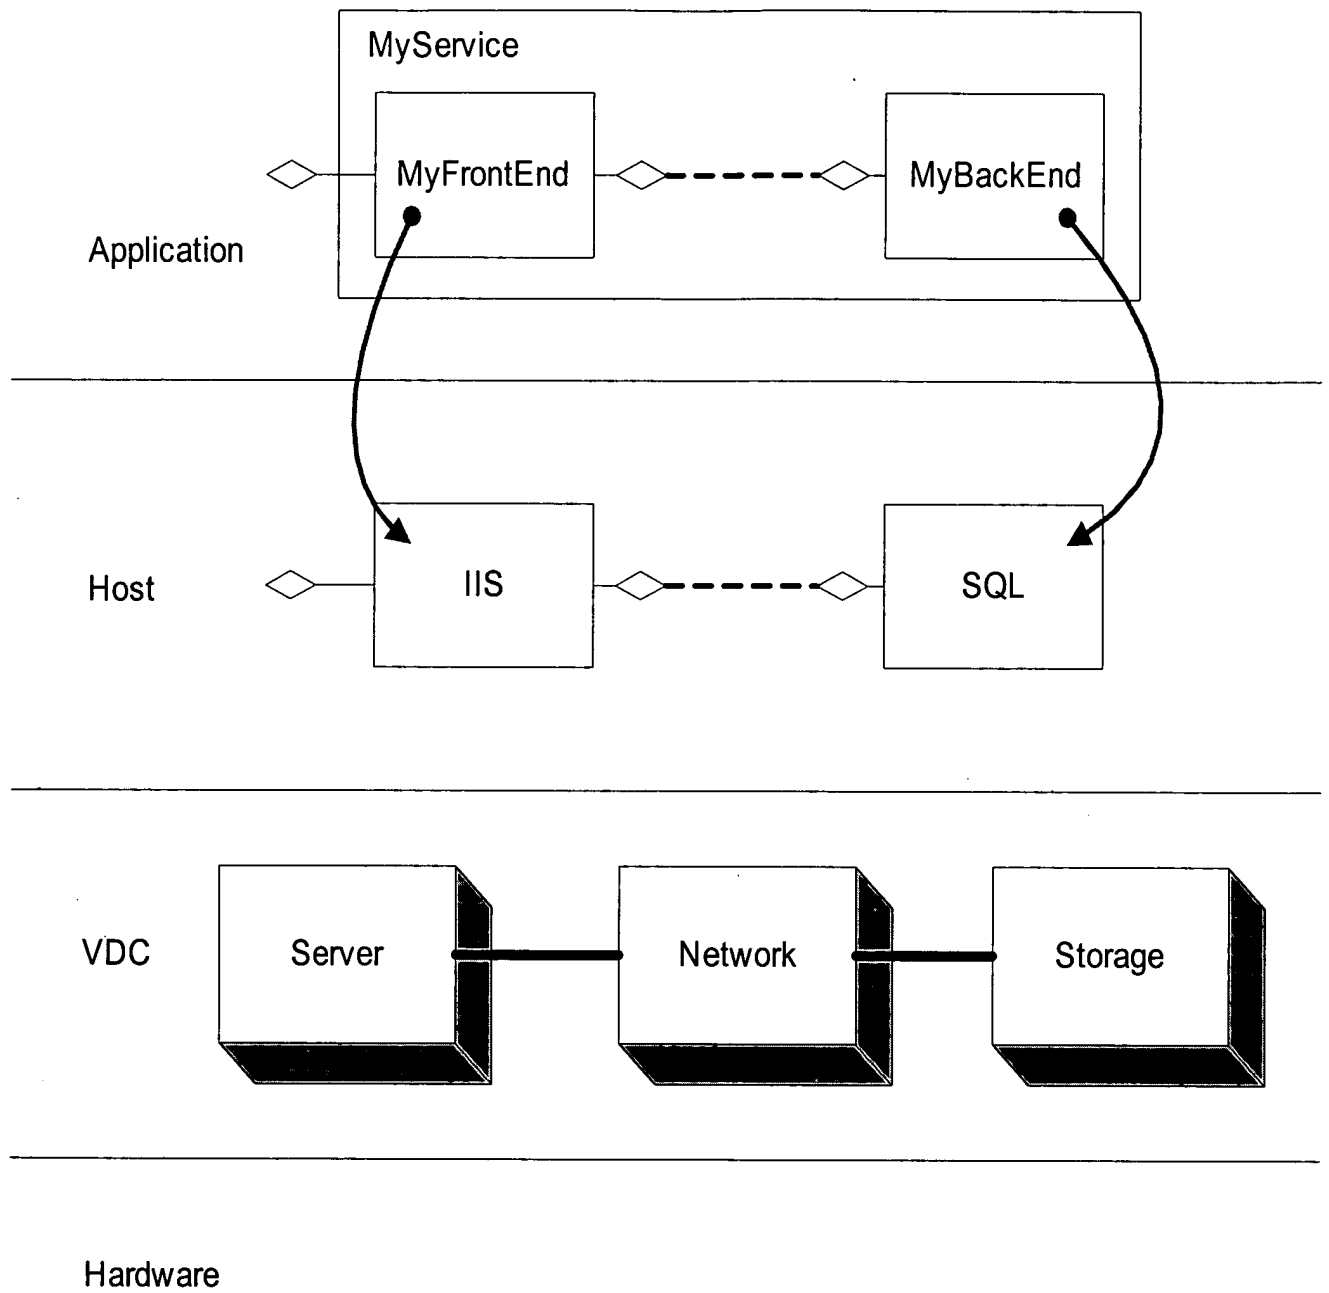 MyService
MyFrontEnd
MyBackEnd
Application
Host
IIS
SQL
VDC
Server
Network
Storage
Hardware